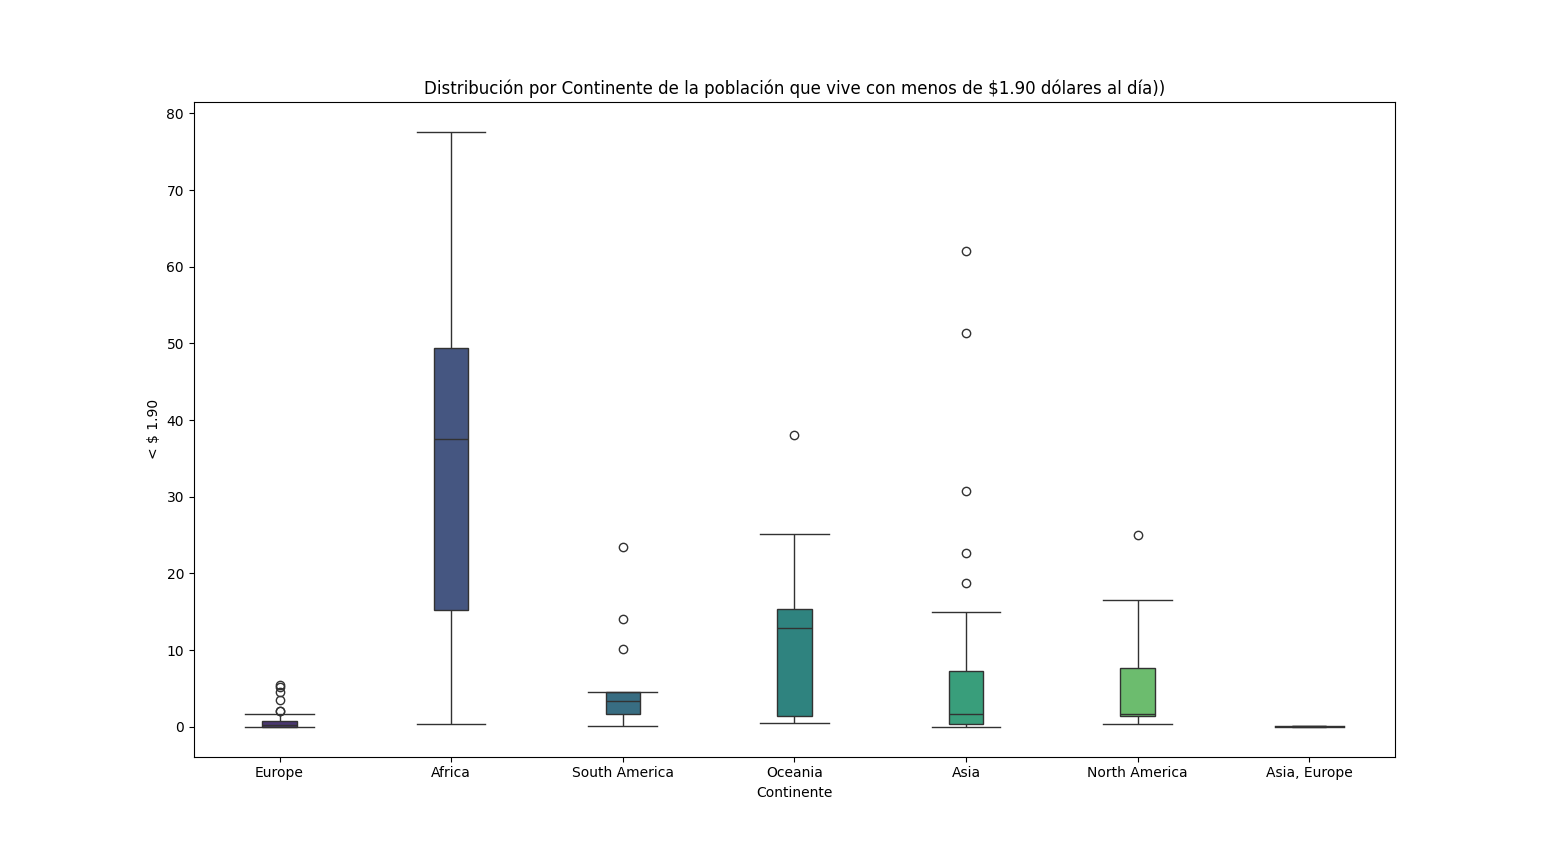 Distribución por Continente de la población que vive con menos de $1.90 dólares al día))
80
70
60
50
40
30
20
10
0
< $ 1.90
Europe
Africa
South America
Oceania
Asia
North America
Asia, Europe
Continente